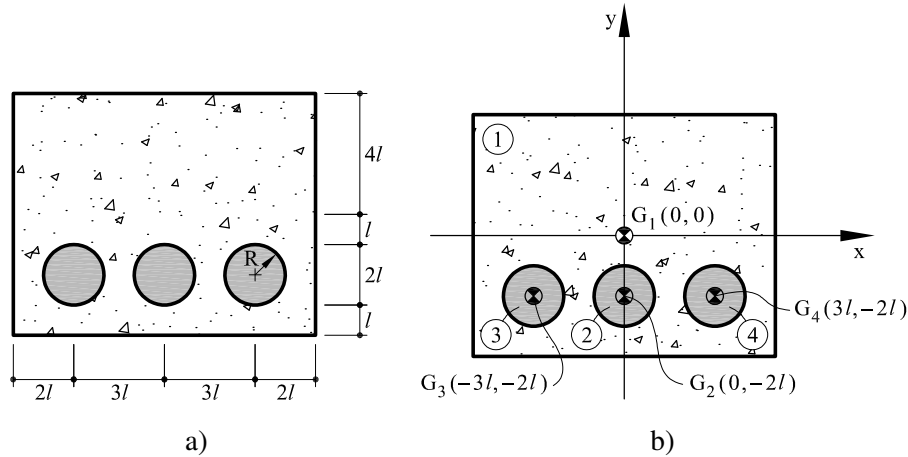 4l
l
R
2l
l
2l 3l 3l 2l
a)
y
1
G₁(0,0)
x
3 2 4
G₄(3l,−2l)
G₃(−3l,−2l)
G₂(0,−2l)
b)